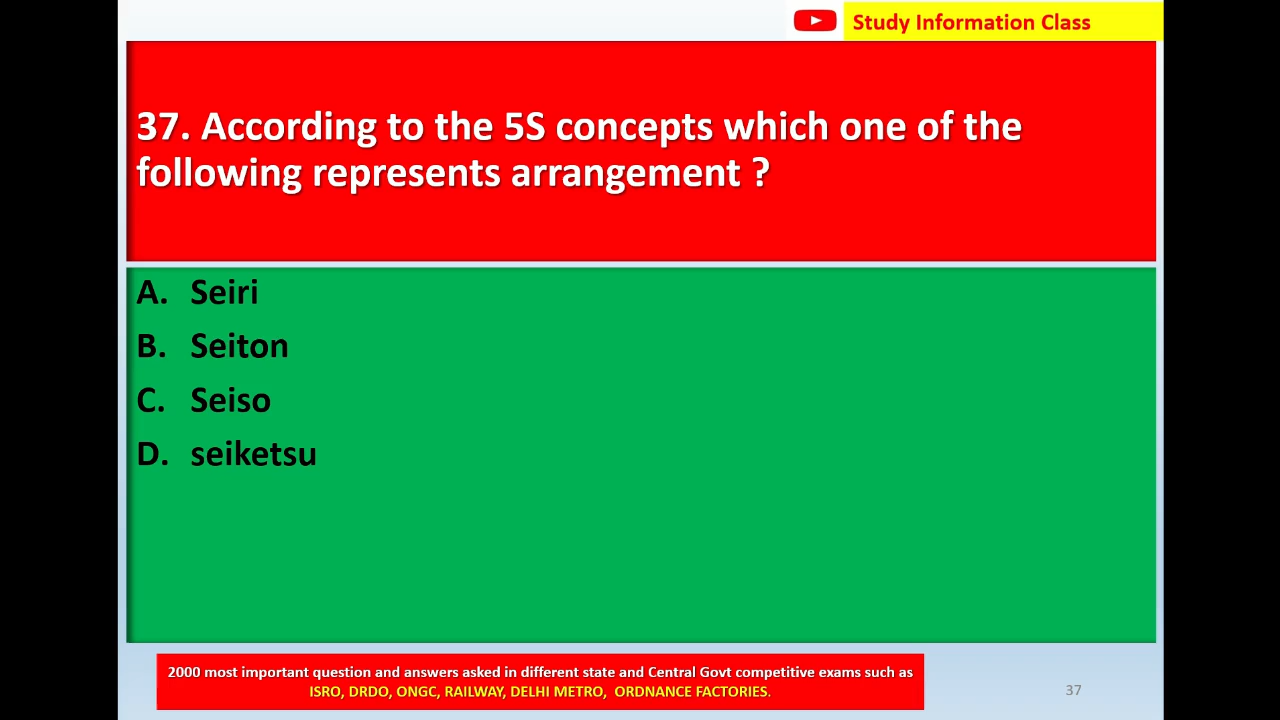 Study Information Class
37. According to the 5S concepts which one of the
following represents arrangement ?
A. Seiri
B. Seiton
C. Seiso
D. seiketsu
2000 most important question and answers asked in different state and Central Govt competitive exams such as
ISRO, DRDO, ONGC, RAILWAY, DELHI METRO, ORDNANCE FACTORIES.
37